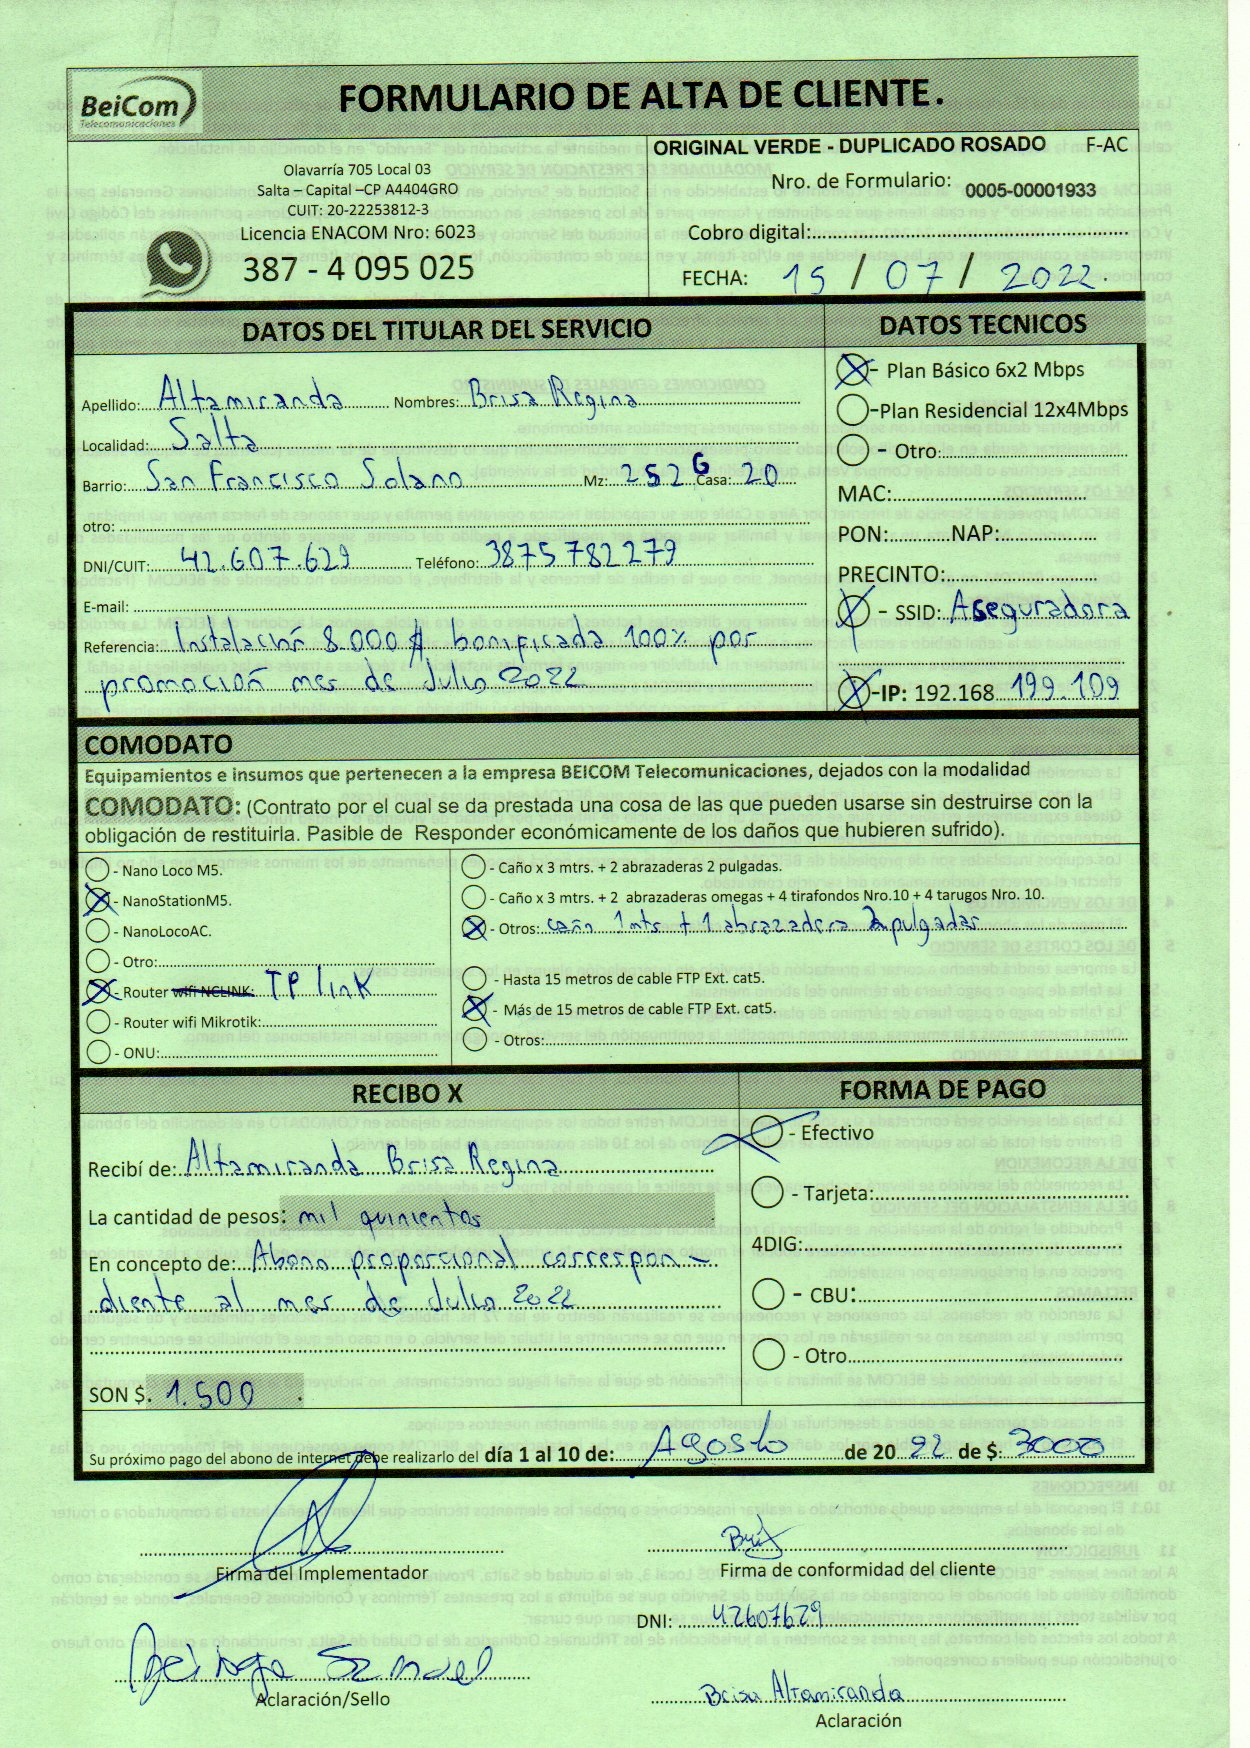 BeiCom
Telecomunicaciones
FORMULARIO DE ALTA DE CLIENTE.
Olavarría 705 Local 03
Salta – Capital –CP A4404GRO
CUIT: 20-22253812-3
Licencia ENACOM Nro: 6023
387 - 4 095 025
ORIGINAL VERDE - DUPLICADO ROSADO F-AC
Nro. de Formulario: 0005-00001933
Cobro digital:
FECHA: 15 / 07 / 2022.
DATOS DEL TITULAR DEL SERVICIO
Apellido: Altamiranda Nombres: Brisa Regina
Localidad: Salta
Barrio: San Francisco Solano Mz: 252 G Casa: 20
otro:
DNI/CUIT: 42.607.629 Teléfono: 3875782279
E-mail:
Referencia: Instalación 8.000 $ bonificada 100% por
promoción mes de Julio 2022
DATOS TECNICOS
- Plan Básico 6x2 Mbps
-Plan Residencial 12x4Mbps
- Otro:
MAC:
PON: NAP:
PRECINTO:
- SSID: Aseguradora
-IP: 192.168. 199.109
COMODATO
Equipamientos e insumos que pertenecen a la empresa BEICOM Telecomunicaciones, dejados con la modalidad
COMODATO: (Contrato por el cual se da prestada una cosa de las que pueden usarse sin destruirse con la
obligación de restituirla. Pasible de Responder económicamente de los daños que hubieren sufrido).
- Nano Loco M5.
- NanoStationM5.
- NanoLocoAC.
- Otro:
- Router wifi NCLINK: TP link
- Router wifi Mikrotik:
- ONU:
- Caño x 3 mtrs. + 2 abrazaderas 2 pulgadas.
- Caño x 3 mtrs. + 2 abrazaderas omegas + 4 tirafondos Nro.10 + 4 tarugos Nro. 10.
- Otros: caño 1 mts + 1 abrazadera 2 pulgadas
- Hasta 15 metros de cable FTP Ext. cat5.
- Más de 15 metros de cable FTP Ext. cat5.
- Otros:
RECIBO X
Recibí de: Altamiranda Brisa Regina
La cantidad de pesos: mil quinientos
En concepto de: Abono proporcional correspon-
diente al mes de Julio 2022
SON $. 1.500
FORMA DE PAGO
- Efectivo
- Tarjeta:
4DIG:
- CBU:
- Otro
Su próximo pago del abono de internet debe realizarlo del día 1 al 10 de: Agosto de 20 22 de $: 3000
Firma del Implementador
Aclaración/Sello
Firma de conformidad del cliente
DNI: 42607629
Brisa Altamiranda
Aclaración